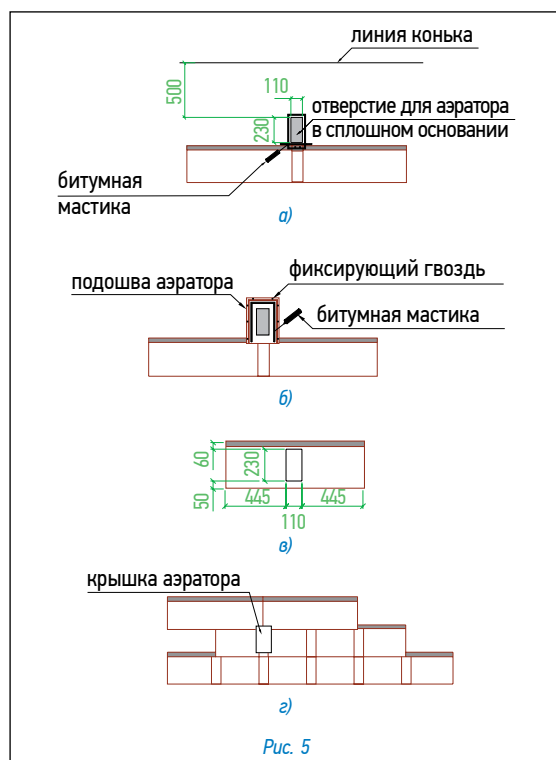 линия конька
500
110
230
отверстие для аэратора
в сплошном основании
битумная
мастика
а)
подошва аэратора
фиксирующий гвоздь
битумная мастика
б)
60
230
50
445
445
110
в)
крышка аэратора
г)
Рис. 5